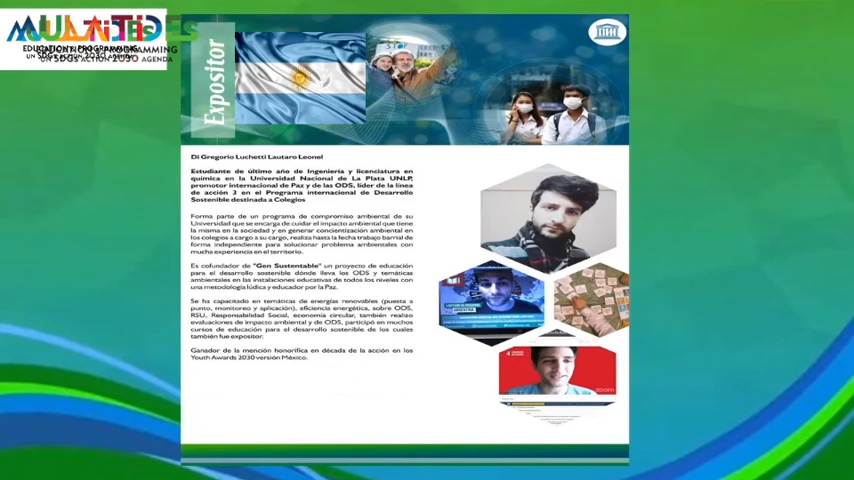 MULTITUDES
EDUCATION & PROGRAMMING
UN SDGs ACTION 2030 AGENDA
Expositor
Di Gregorio Luchetti Lautaro Leonel
Estudiante de último año de Ingeniería y licenciatura en
química en la Universidad Nacional de La Plata UNLP,
promotor internacional de Paz y de las ODS, líder de la línea
de acción 3 en el Programa internacional de Desarrollo
Sostenible destinada a Colegios
Forma parte de un programa de compromiso ambiental de su
Universidad que se encarga de cuidar el impacto ambiental que tiene
la misma en la sociedad y en generar concientización ambiental en
los colegios a cargo a su cargo, realiza hasta la fecha trabajo barrial de
forma independiente para solucionar problema ambientales con
mucha experiencia en el territorio.
Es cofundador de "Gen Sustentable" un proyecto de educación
para el desarrollo sostenible dónde lleva los ODS y temáticas
ambientales en las instalaciones educativas de todos los niveles con
una metodología lúdica y educador por la Paz.
Se ha capacitado en temáticas de energías renovables (puesta a
punto, monitoreo y aplicación), eficiencia energética, sobre ODS,
RSU, Responsabilidad Social, economía circular, también realizo
evaluaciones de impacto ambiental y de ODS, participó en muchos
cursos de educación para el desarrollo sostenible de los cuales
también fue expositor.
Ganador de la mención honorífica en década de la acción en los
Youth Awards 2030 versión México.
zoom